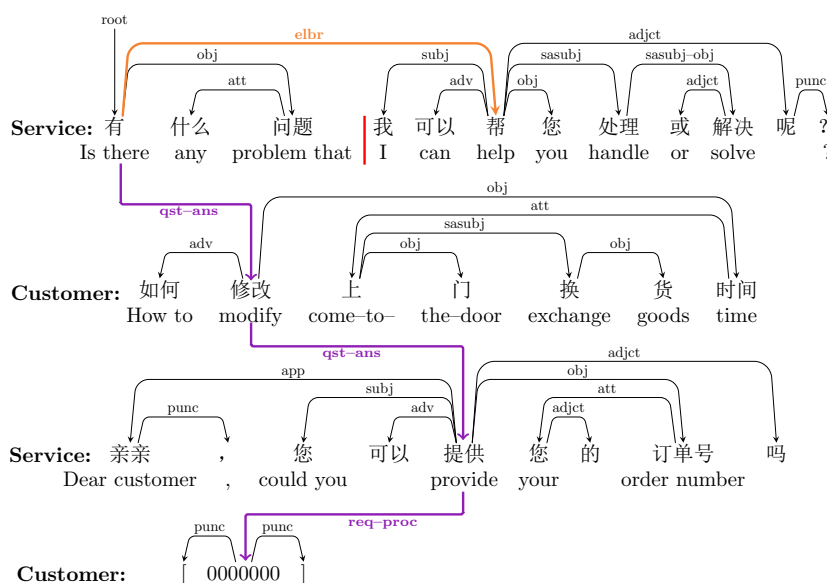 root
elbr
adjct
obj
subj
sasubj
sasubj–obj
att
adv
obj
adjct
punc
Service: 有 什么 问题 我 可以 帮 您 处理 或 解决 呢 ?
Is there any problem that I can help you handle or solve ?
qst–ans
obj
att
sasubj
adv
obj
obj
Customer: 如何 修改 上 门 换 货 时间
How to modify come–to– the–door exchange goods time
qst–ans
adjct
app
obj
subj
att
punc
adv
adjct
Service: 亲亲 , 您 可以 提供 您 的 订单号 吗
Dear customer , could you provide your order number
req–proc
punc punc
Customer: [ 0000000 ]